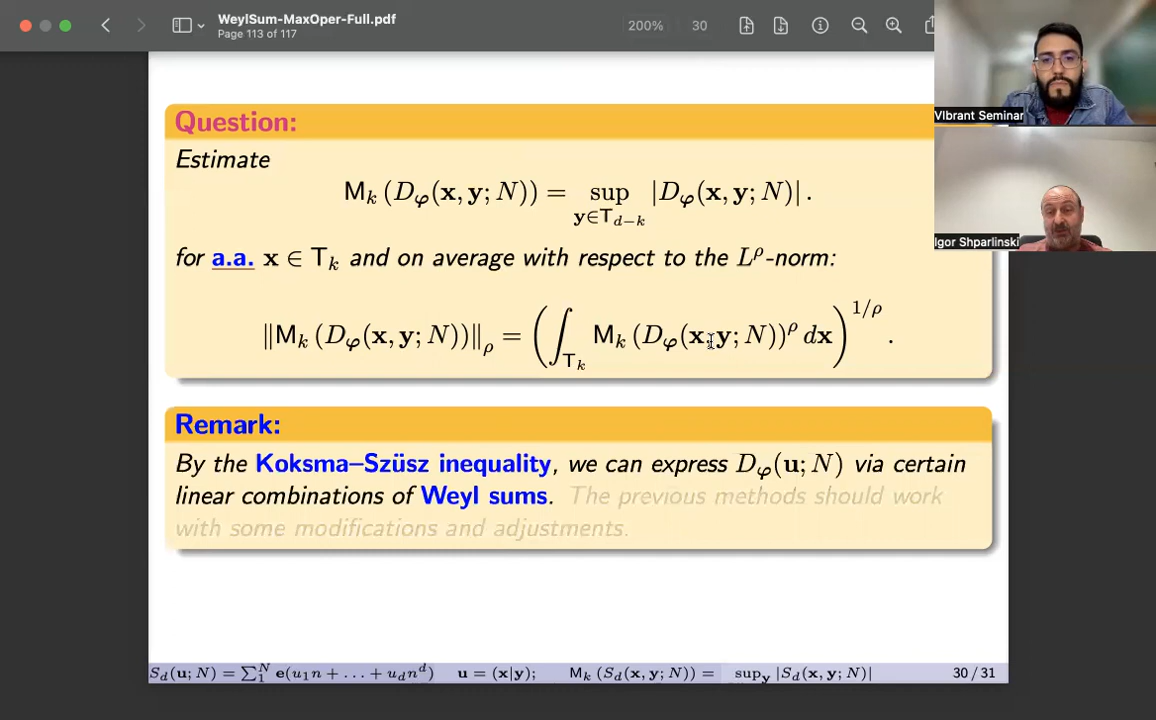 WeylSum-MaxOper-Full.pdf
Page 113 of 117
200%
30
VIbrant Seminar
Igor Shparlinski
Question:
Estimate
M_k (D_φ(x, y; N)) = sup_{y∈T_{d−k}} |D_φ(x, y; N)| .
for a.a. x ∈ T_k and on average with respect to the L^ρ-norm:
‖M_k (D_φ(x, y; N))‖_ρ = (∫_{T_k} M_k (D_φ(x, y; N))^ρ dx)^{1/ρ} .
Remark:
By the Koksma–Szüsz inequality, we can express D_φ(u; N) via certain
linear combinations of Weyl sums. The previous methods should work
with some modifications and adjustments.
S_d(u; N) = ∑_1^N e(u_1 n + . . . + u_d n^d) u = (x|y); M_k (S_d(x, y; N)) = sup_y |S_d(x, y; N)| 30 / 31